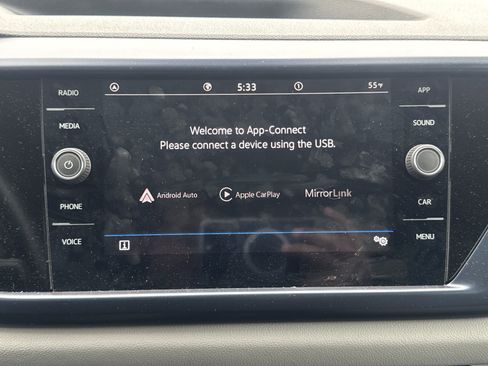 RADIO
MEDIA
PHONE
VOICE
5:33
1
55°F
Welcome to App-Connect
Please connect a device using the USB.
Android Auto
Apple CarPlay
MirrorLink
APP
SOUND
CAR
MENU